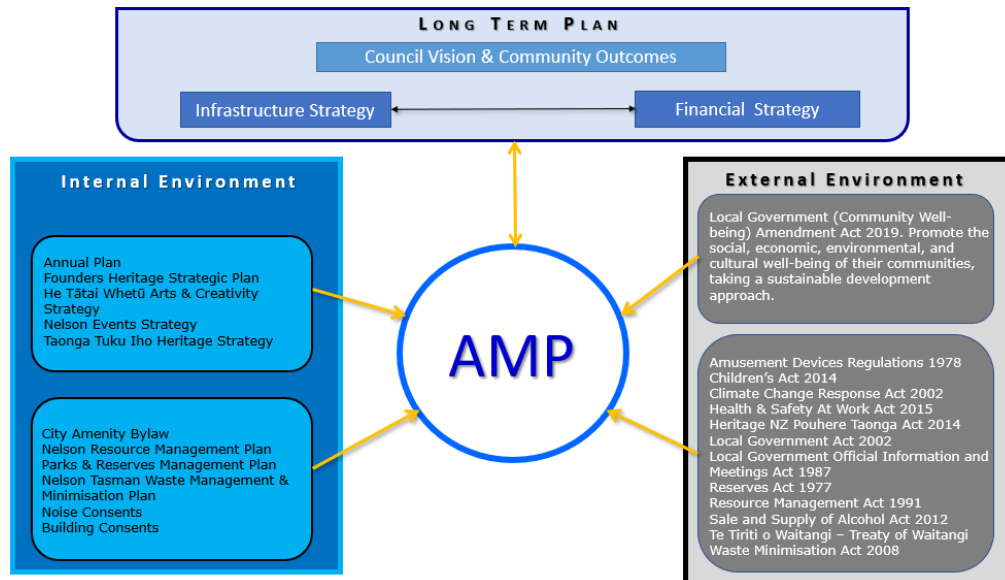 LONG TERM PLAN
Council Vision & Community Outcomes
Infrastructure Strategy
Financial Strategy
Internal Environment
Annual Plan
Founders Heritage Strategic Plan
He Tātai Whetū Arts & Creativity
Strategy
Nelson Events Strategy
Taonga Tuku Iho Heritage Strategy
City Amenity Bylaw
Nelson Resource Management Plan
Parks & Reserves Management Plan
Nelson Tasman Waste Management &
Minimisation Plan
Noise Consents
Building Consents
AMP
External Environment
Local Government (Community Well-
being) Amendment Act 2019. Promote the
social, economic, environmental, and
cultural well-being of their communities,
taking a sustainable development
approach.
Amusement Devices Regulations 1978
Children's Act 2014
Climate Change Response Act 2002
Health & Safety At Work Act 2015
Heritage NZ Pouhere Taonga Act 2014
Local Government Act 2002
Local Government Official Information and
Meetings Act 1987
Reserves Act 1977
Resource Management Act 1991
Sale and Supply of Alcohol Act 2012
Te Tiriti o Waitangi – Treaty of Waitangi
Waste Minimisation Act 2008